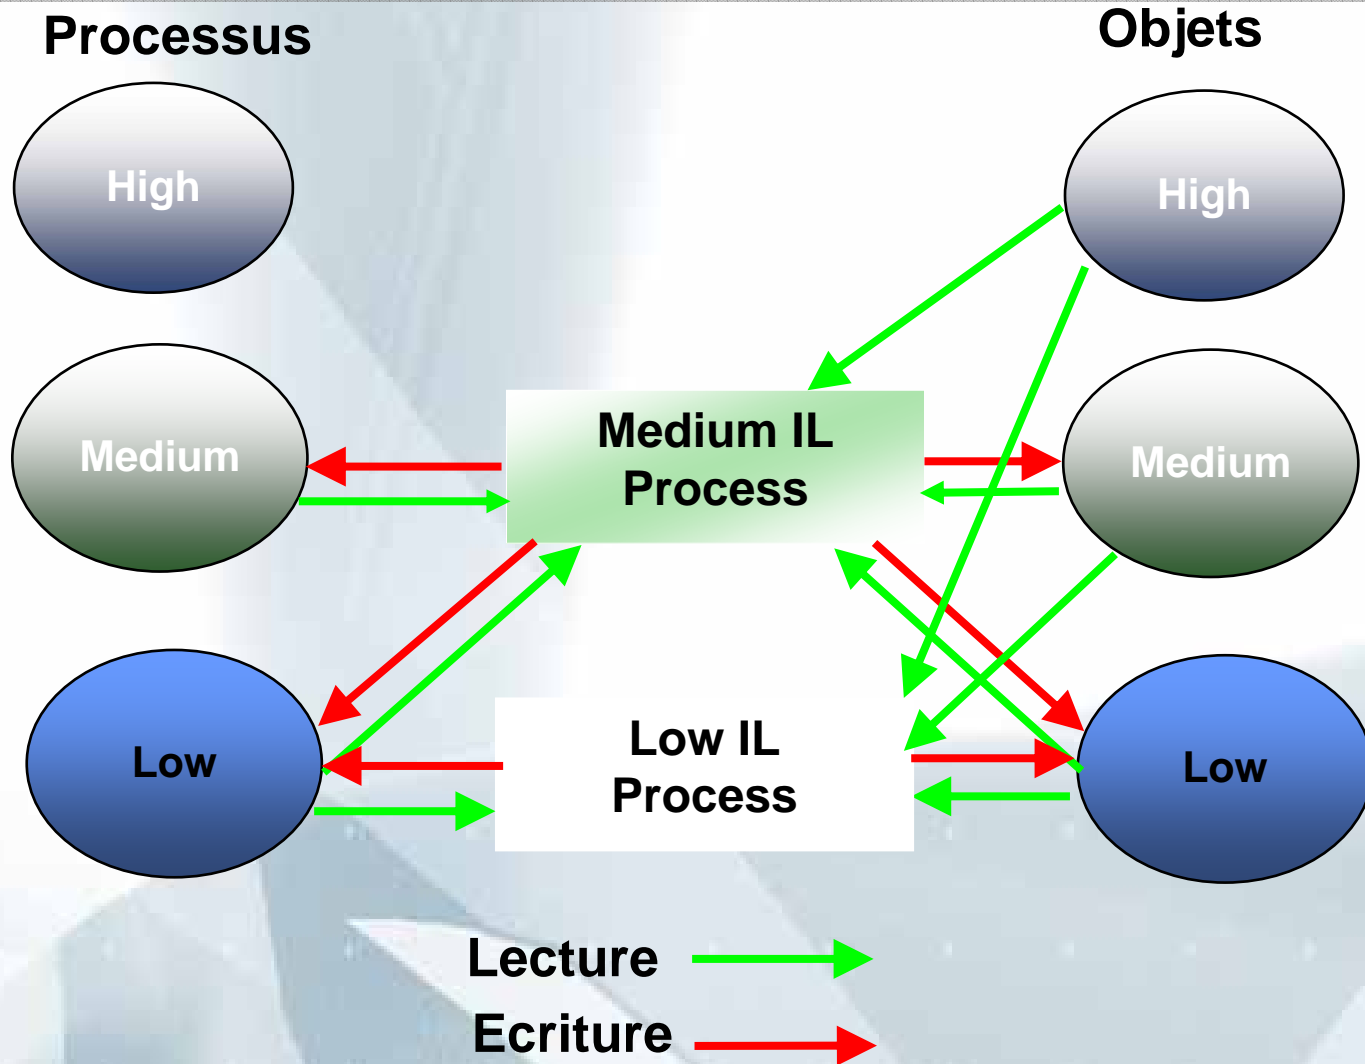 Processus
Objets
High
High
Medium
Medium IL
Process
Medium
Low
Low IL
Process
Low
Lecture
Ecriture